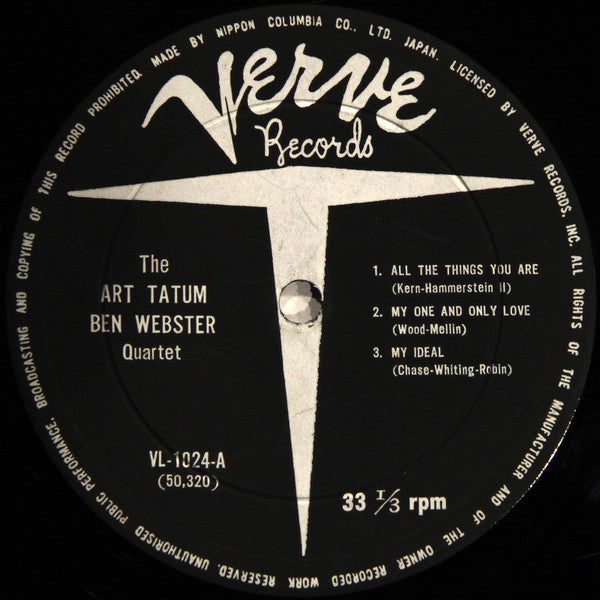 Verve
Records
The
ART TATUM
BEN WEBSTER
Quartet
1. ALL THE THINGS YOU ARE
(Kern-Hammerstein II)
2. MY ONE AND ONLY LOVE
(Wood-Mellin)
3. MY IDEAL
(Chase-Whiting-Robin)
VL-1024-A
(50,320)
33 1/3 rpm
MADE BY NIPPON COLUMBIA CO., LTD. JAPAN. LICENSED BY VERVE RECORDS, INC. ALL RIGHTS OF THE MANUFACTURER AND OF THE OWNER RECORDED WORK RESERVED. UNAUTHORISED PUBLIC PERFORMANCE, BROADCASTING AND COPYING OF THIS RECORD PROHIBITED.